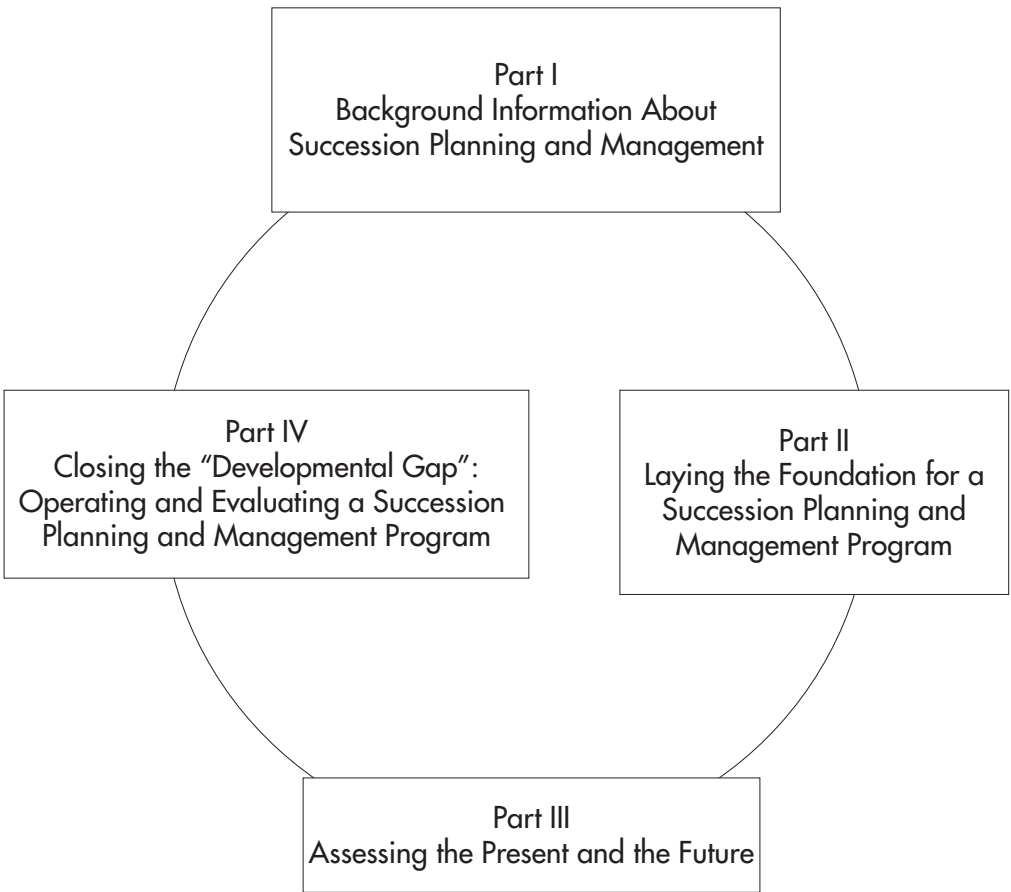 Part I
Background Information About
Succession Planning and Management
Part II
Laying the Foundation for a
Succession Planning and
Management Program
Part III
Assessing the Present and the Future
Part IV
Closing the “Developmental Gap”:
Operating and Evaluating a Succession
Planning and Management Program